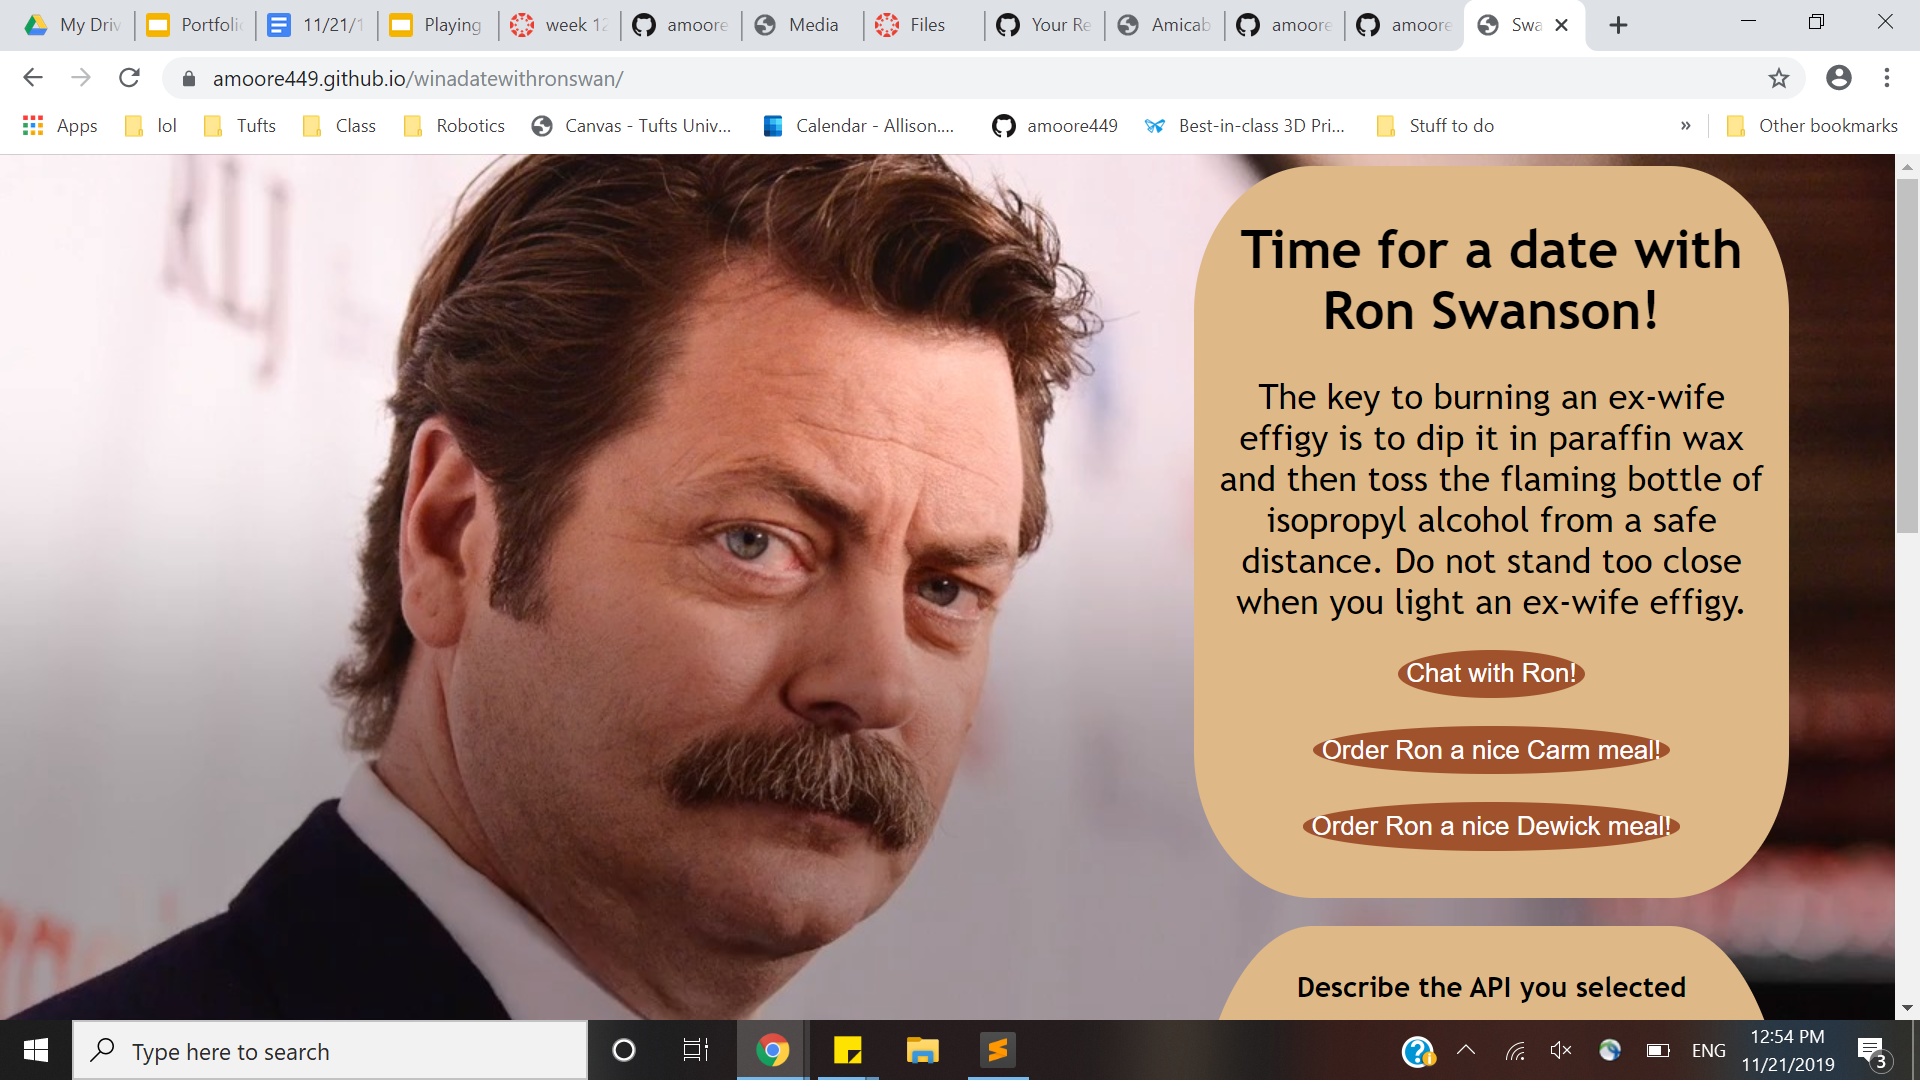 My Driv
Portfolio
11/21/1
Playing
week 12
amoore
Media
Files
Your Re
Amicab
amoore
amoore
Swa
amoore449.github.io/winadatewithronswan/
Apps
lol
Tufts
Class
Robotics
Canvas - Tufts Univ...
Calendar - Allison....
amoore449
Best-in-class 3D Pri...
Stuff to do
»
Other bookmarks
Time for a date with
Ron Swanson!
The key to burning an ex-wife
effigy is to dip it in paraffin wax
and then toss the flaming bottle of
isopropyl alcohol from a safe
distance. Do not stand too close
when you light an ex-wife effigy.
Chat with Ron!
Order Ron a nice Carm meal!
Order Ron a nice Dewick meal!
Describe the API you selected
Type here to search
ENG
12:54 PM
11/21/2019
3